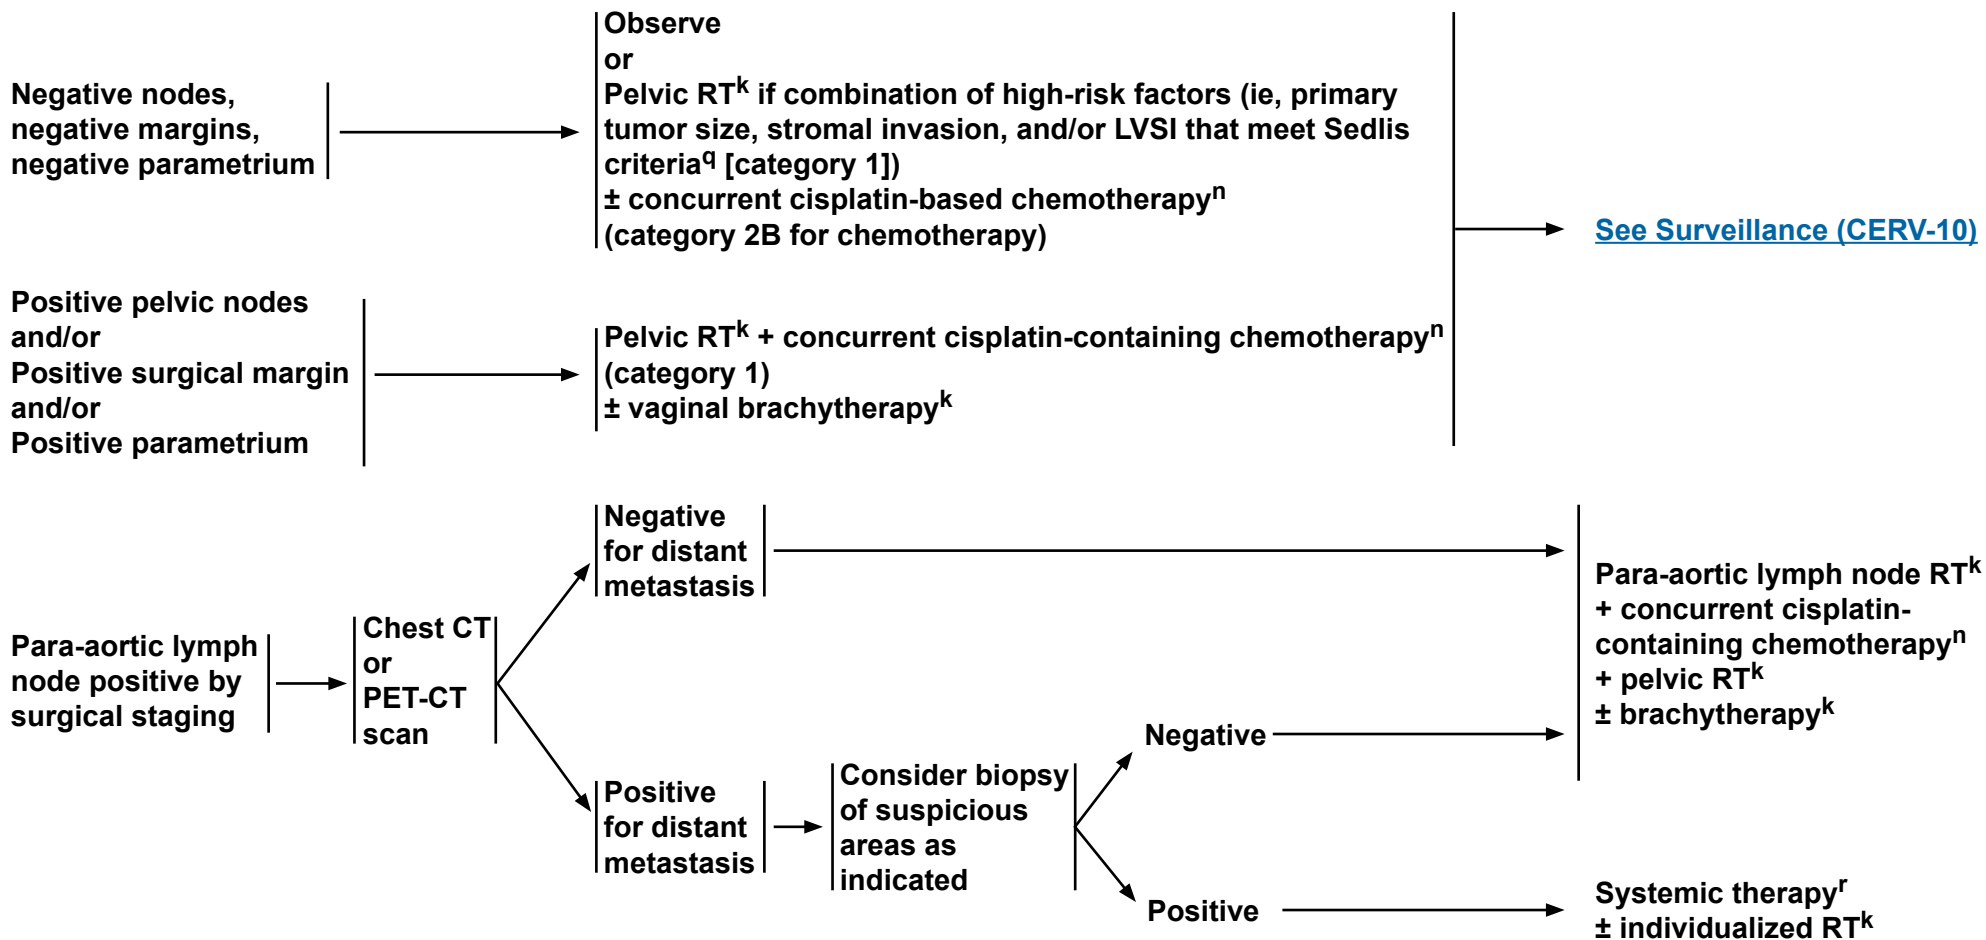 Negative nodes,
negative margins,
negative parametrium
Observe
or
Pelvic RTk if combination of high-risk factors (ie, primary
tumor size, stromal invasion, and/or LVSI that meet Sedlis
criteriaq [category 1])
± concurrent cisplatin-based chemotherapyn
(category 2B for chemotherapy)
See Surveillance (CERV-10)
Positive pelvic nodes
and/or
Positive surgical margin
and/or
Positive parametrium
Pelvic RTk + concurrent cisplatin-containing chemotherapyn
(category 1)
± vaginal brachytherapyk
Para-aortic lymph
node positive by
surgical staging
Chest CT
or
PET-CT
scan
Negative
for distant
metastasis
Positive
for distant
metastasis
Consider biopsy
of suspicious
areas as
indicated
Negative
Positive
Para-aortic lymph node RTk
+ concurrent cisplatin-
containing chemotherapyn
+ pelvic RTk
± brachytherapyk
Systemic therapyr
± individualized RTk